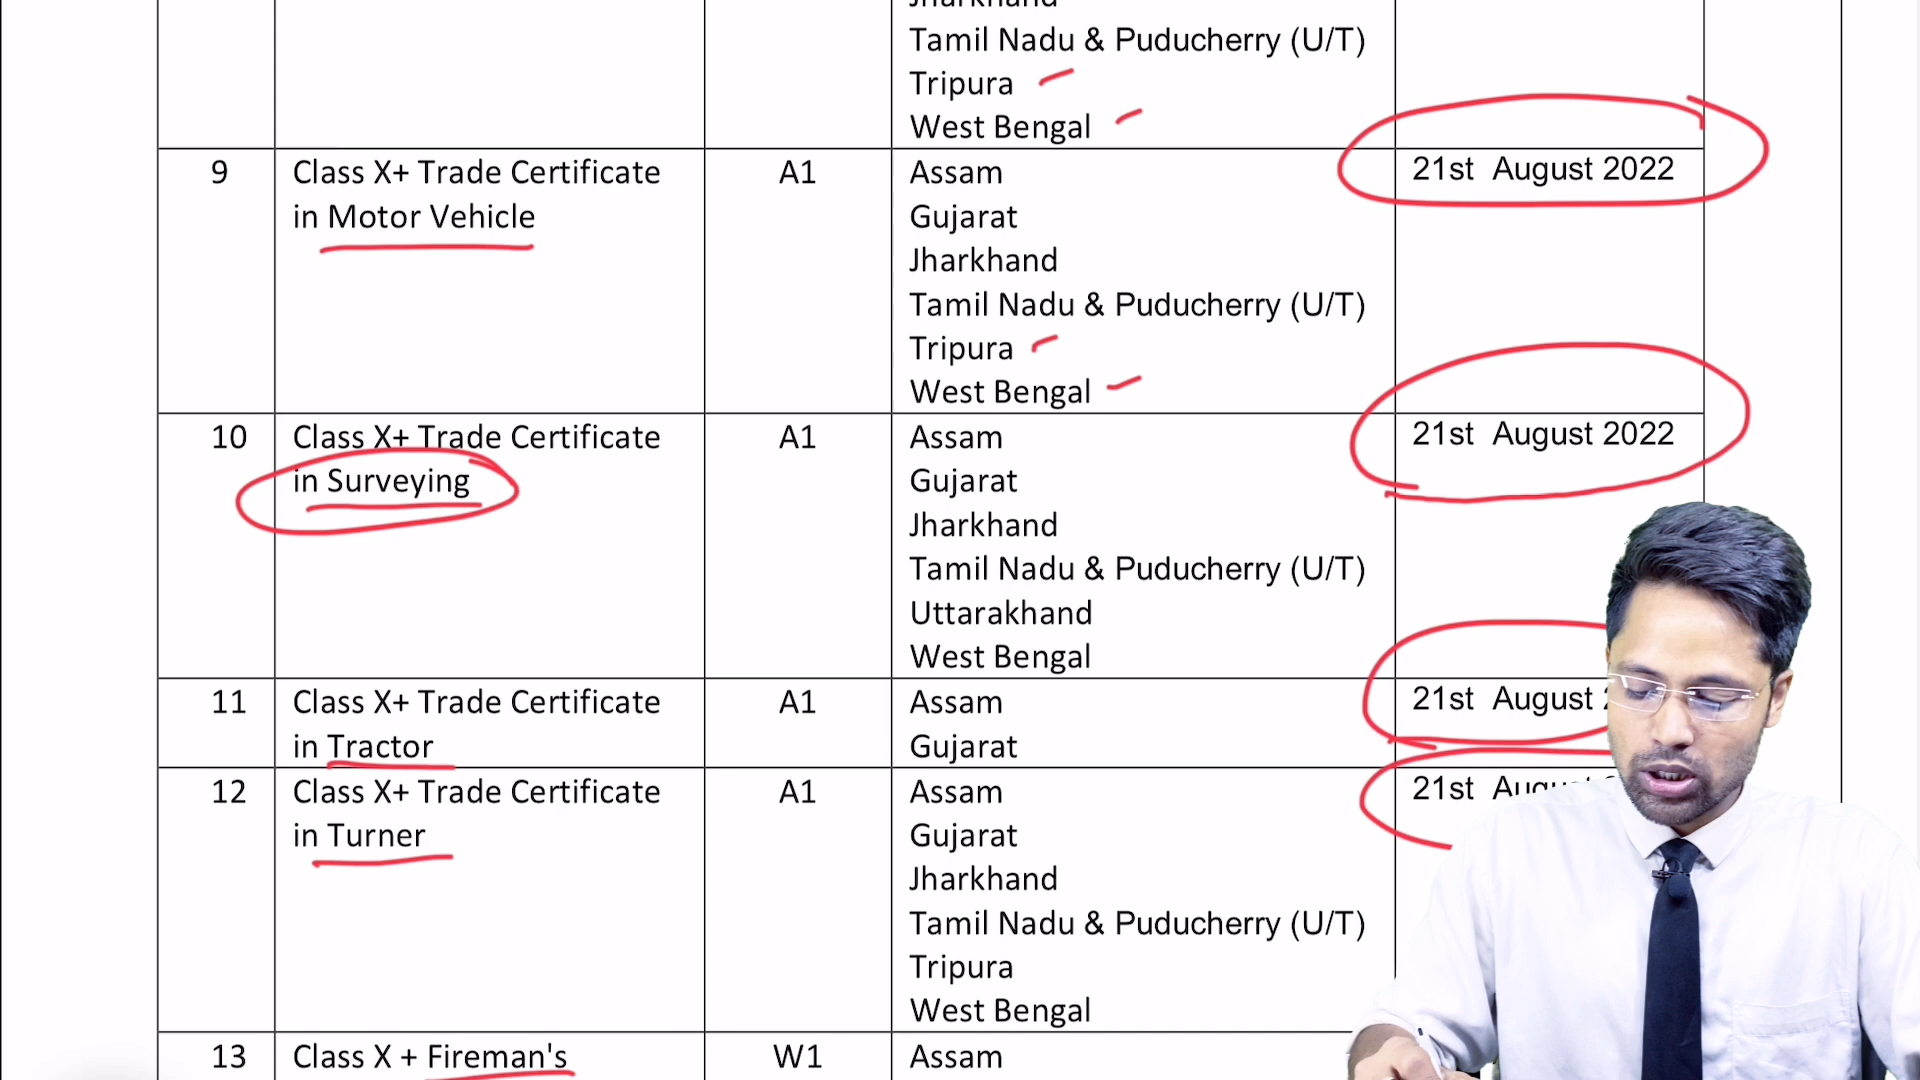 Tamil Nadu & Puducherry (U/T)
Tripura
West Bengal
9
Class X+ Trade Certificate
in Motor Vehicle
A1
Assam
Gujarat
Jharkhand
Tamil Nadu & Puducherry (U/T)
Tripura
West Bengal
21st August 2022
10
Class X+ Trade Certificate
in Surveying
A1
Assam
Gujarat
Jharkhand
Tamil Nadu & Puducherry (U/T)
Uttarakhand
West Bengal
21st August 2022
11
Class X+ Trade Certificate
in Tractor
A1
Assam
Gujarat
21st August
12
Class X+ Trade Certificate
in Turner
A1
Assam
Gujarat
Jharkhand
Tamil Nadu & Puducherry (U/T)
Tripura
West Bengal
21st
13
Class X + Fireman's
W1
Assam